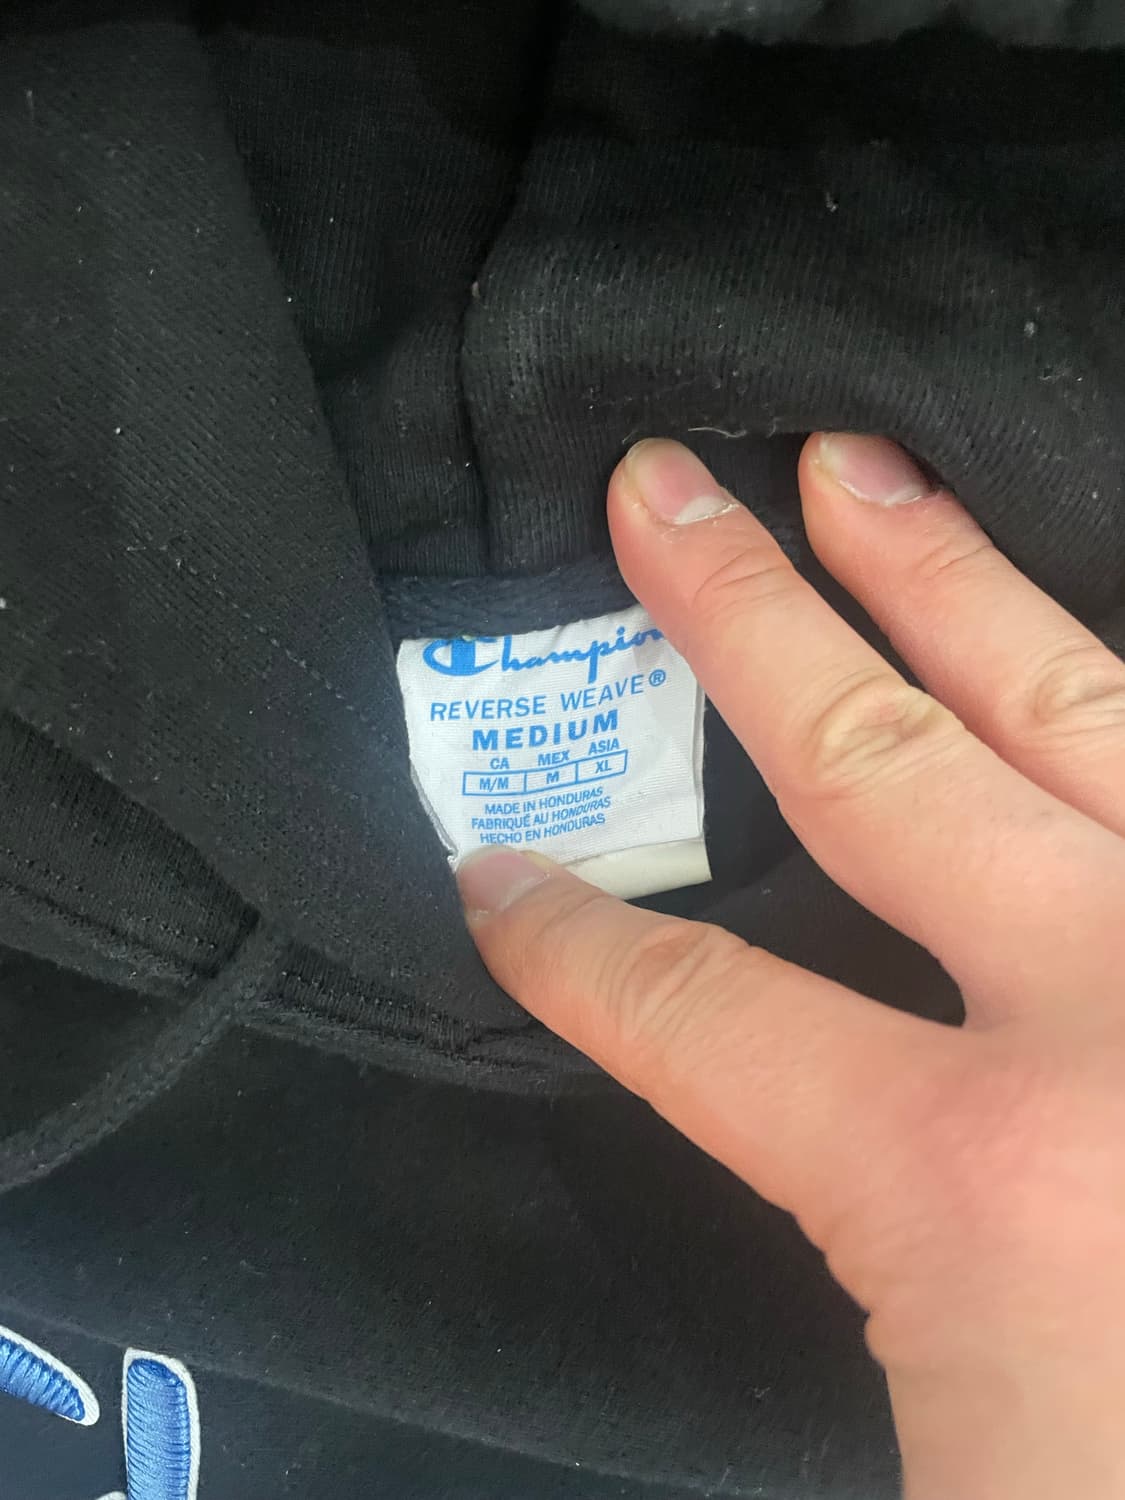 Champion
REVERSE WEAVE®
MEDIUM
CA MEX ASIA
M/M M XL
MADE IN HONDURAS
FABRIQUÉ AU HONDURAS
HECHO EN HONDURAS